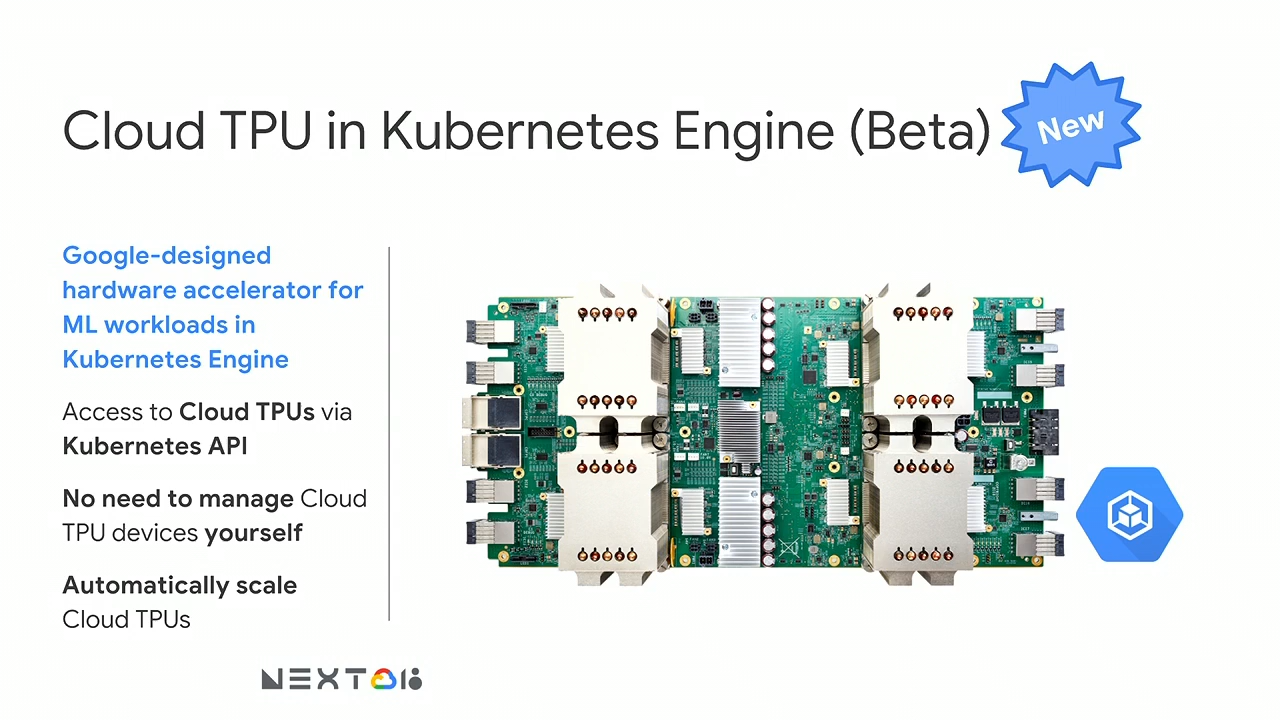 Cloud TPU in Kubernetes Engine (Beta)
New
Google-designed
hardware accelerator for
ML workloads in
Kubernetes Engine
Access to Cloud TPUs via
Kubernetes API
No need to manage Cloud
TPU devices yourself
Automatically scale
Cloud TPUs
NEXT 18